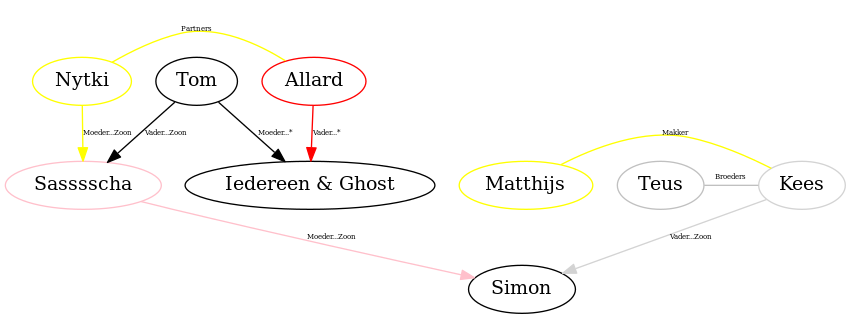 Partners
Nytki
Tom
Allard
Moeder...Zoon
Vader...Zoon
Moeder...*
Vader...*
Makker
Sasssscha
Iedereen & Ghost
Matthijs
Teus
Broeders
Kees
Moeder...Zoon
Vader...Zoon
Simon